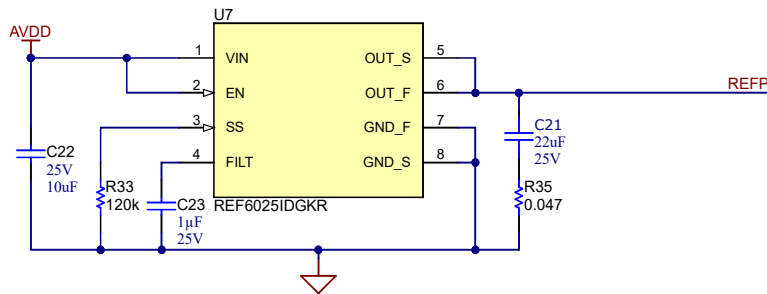 U7
AVDD
1
VIN
OUT_S
5
2
EN
OUT_F
6
REFP
3
SS
GND_F
7
4
FILT
GND_S
8
C21
22uF
25V
C22
25V
10uF
R33
120k
C23
1µF
25V
REF6025IDGKR
R35
0.047